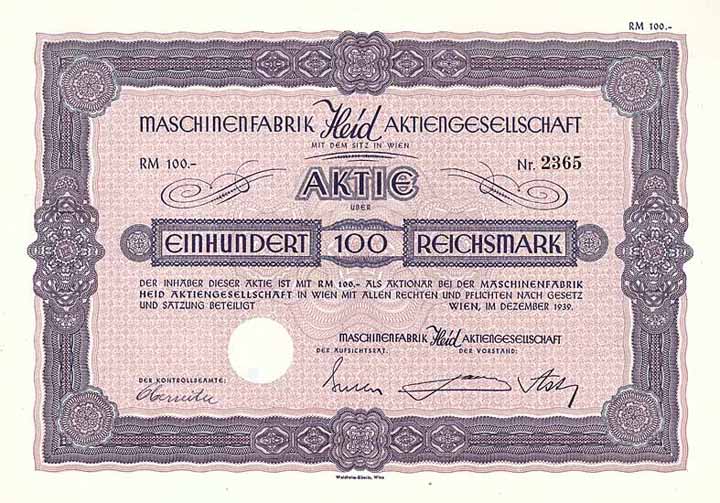 RM 100.-
MASCHINENFABRIK Heid AKTIENGESELLSCHAFT
MIT DEM SITZ IN WIEN
RM 100.- Nr. 2365
AKTIE
ÜBER
EINHUNDERT 100 REICHSMARK
DER INHABER DIESER AKTIE IST MIT RM 100.- ALS AKTIONÄR BEI DER MASCHINENFABRIK
HEID AKTIENGESELLSCHAFT IN WIEN MIT ALLEN RECHTEN UND PFLICHTEN NACH GESETZ
UND SATZUNG BETEILIGT WIEN, IM DEZEMBER 1939.
MASCHINENFABRIK Heid AKTIENGESELLSCHAFT
DER AUFSICHTSRAT: DER VORSTAND:
DER KONTROLLBEAMTE:
Waldheim-Eberle, Wien